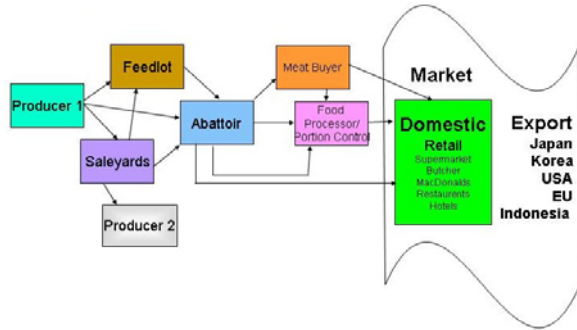 Feedlot
Meat Buyer
Market
Producer 1
Abattoir
Food
Processor/
Portion Control
Domestic
Retail
Supermarket
Butcher
MacDonalds
Restaurents
Hotels
Export
Japan
Korea
USA
EU
Indonesia
Saleyards
Producer 2